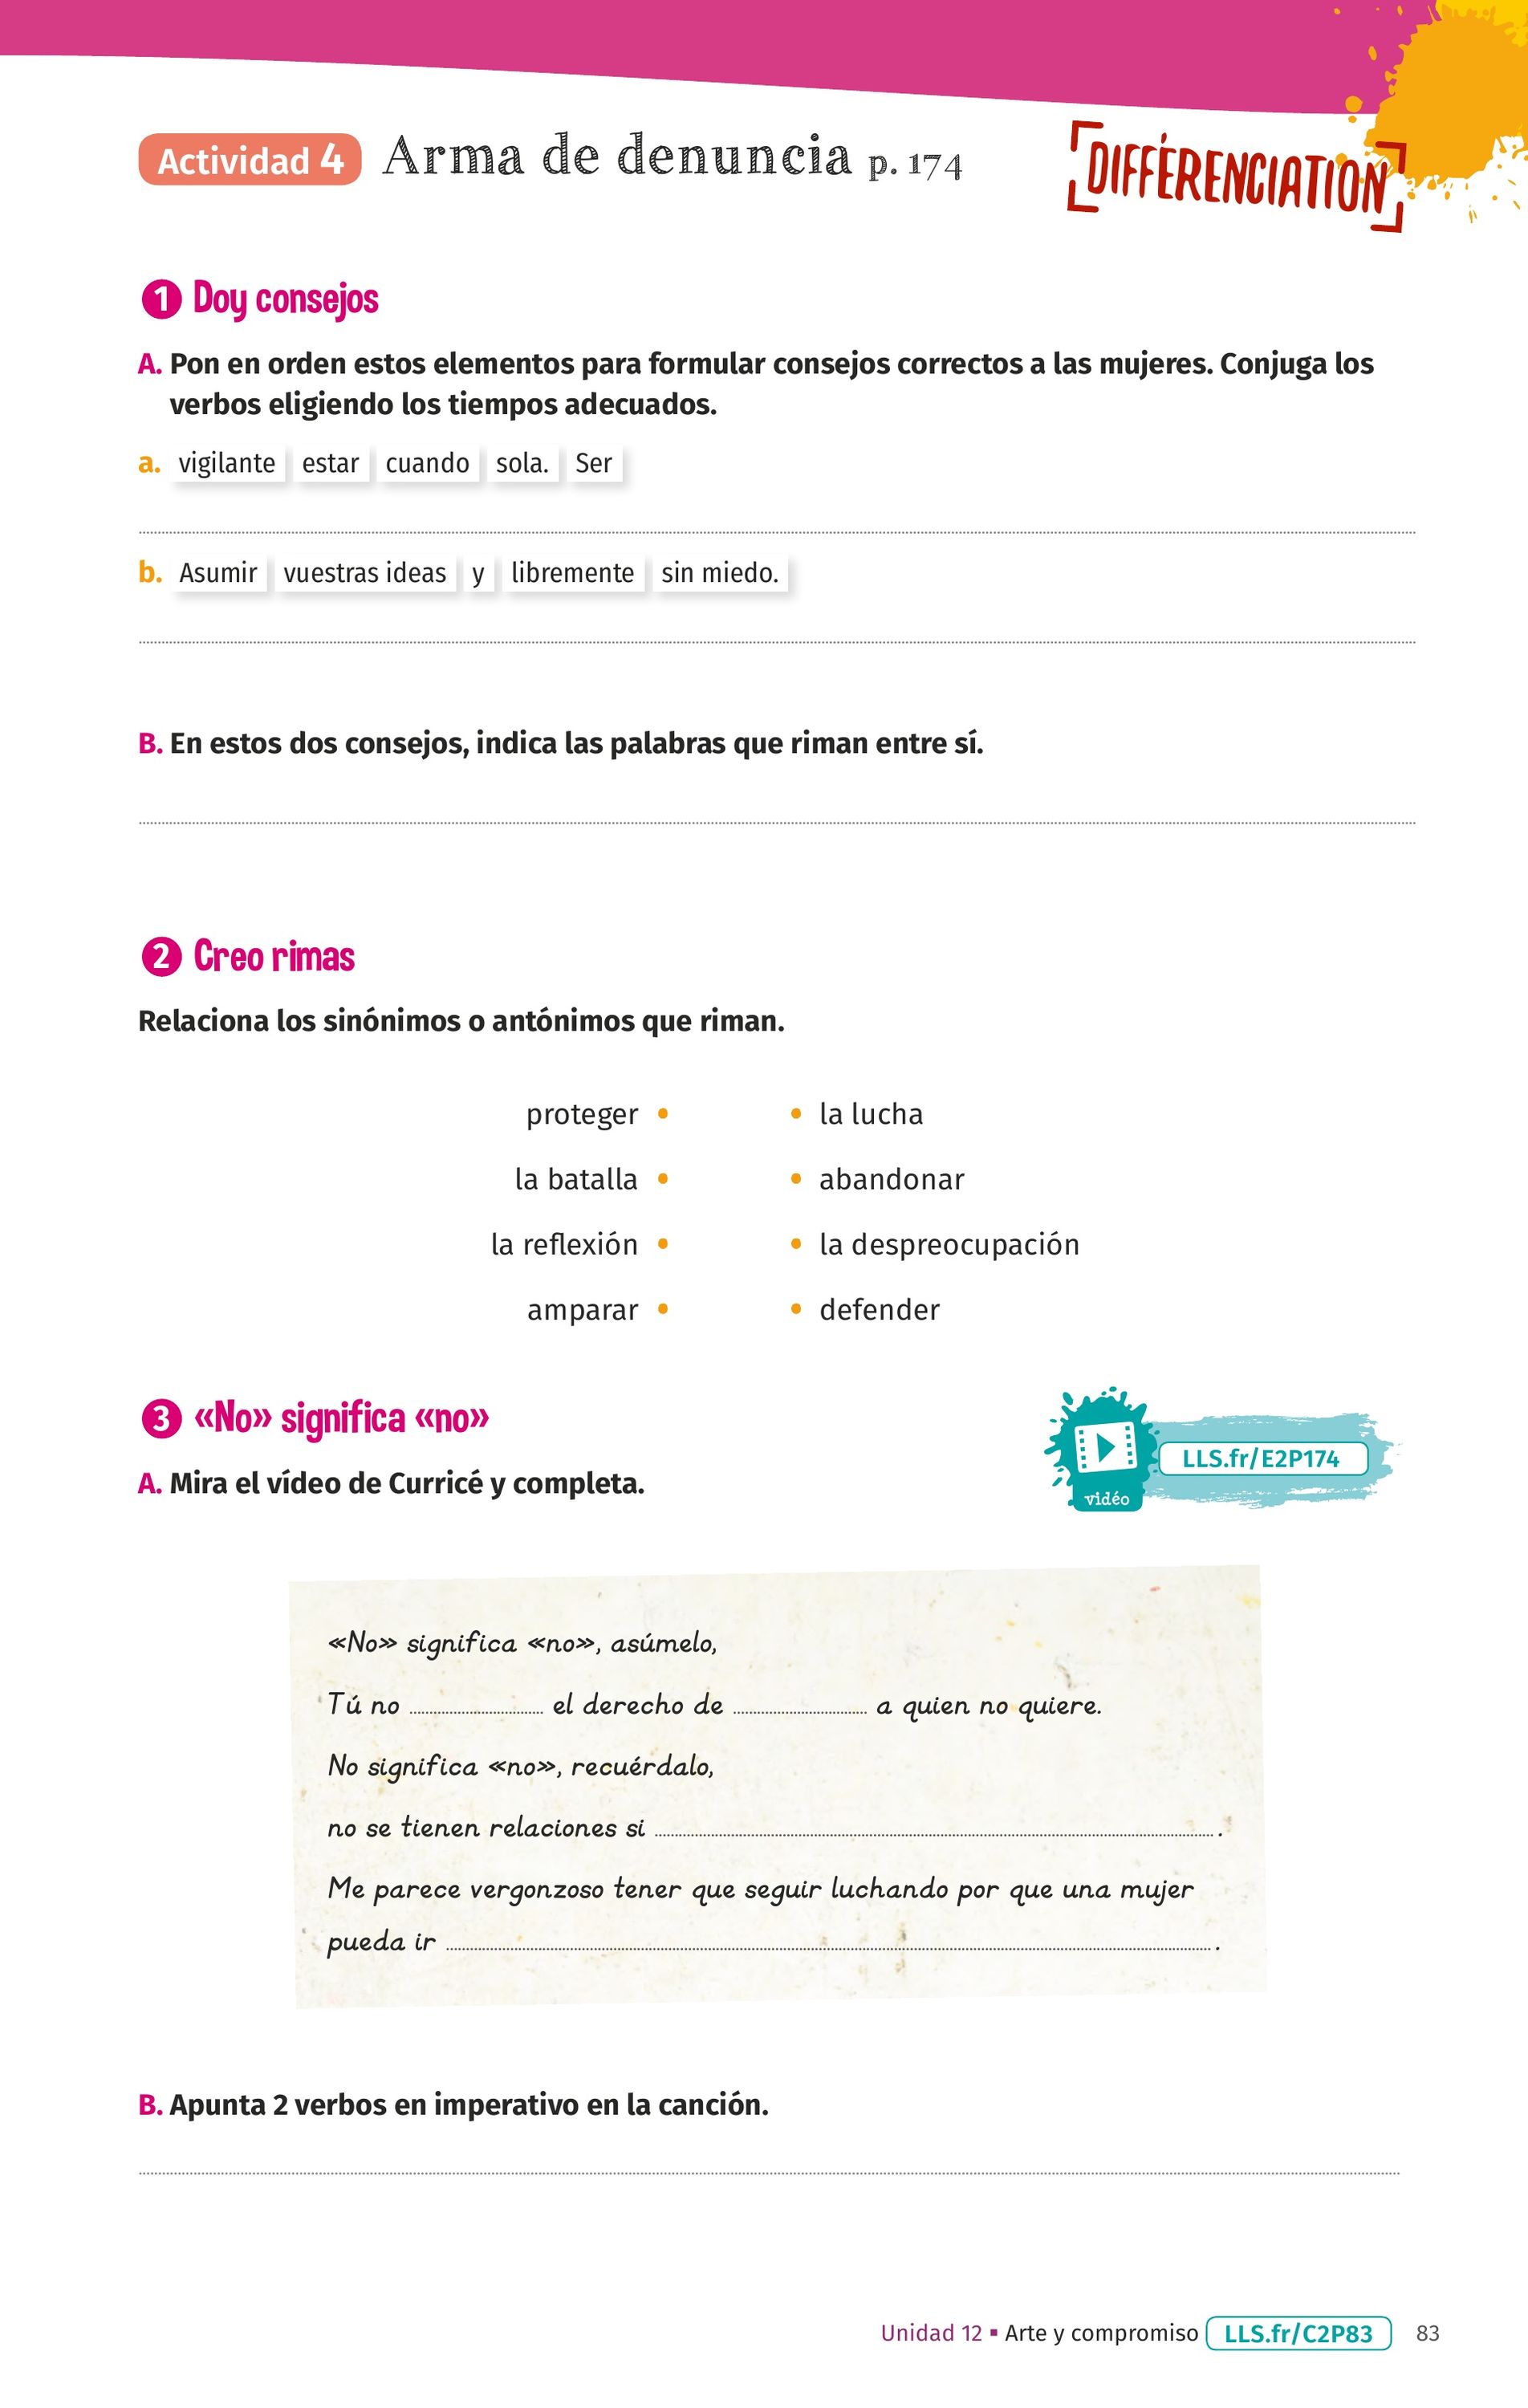 Actividad 4 Arma de denuncia p. 174
DIFFÉRENCIATION
1 Doy consejos
A. Pon en orden estos elementos para formular consejos correctos a las mujeres. Conjuga los
verbos eligiendo los tiempos adecuados.
a. vigilante estar cuando sola. Ser
b. Asumir vuestras ideas y libremente sin miedo.
B. En estos dos consejos, indica las palabras que riman entre sí.
2 Creo rimas
Relaciona los sinónimos o antónimos que riman.
proteger • • la lucha
la batalla • • abandonar
la reflexión • • la despreocupación
amparar • • defender
3 «No» significa «no»
A. Mira el vídeo de Curricé y completa.
vidéo
LLS.fr/E2P174
«No» significa «no», asúmelo,
Tú no ............ el derecho de ............ a quien no quiere.
No significa «no», recuérdalo,
no se tienen relaciones si ............ .
Me parece vergonzoso tener que seguir luchando por que una mujer
pueda ir ............ .
B. Apunta 2 verbos en imperativo en la canción.
Unidad 12 ▪ Arte y compromiso LLS.fr/C2P83 83